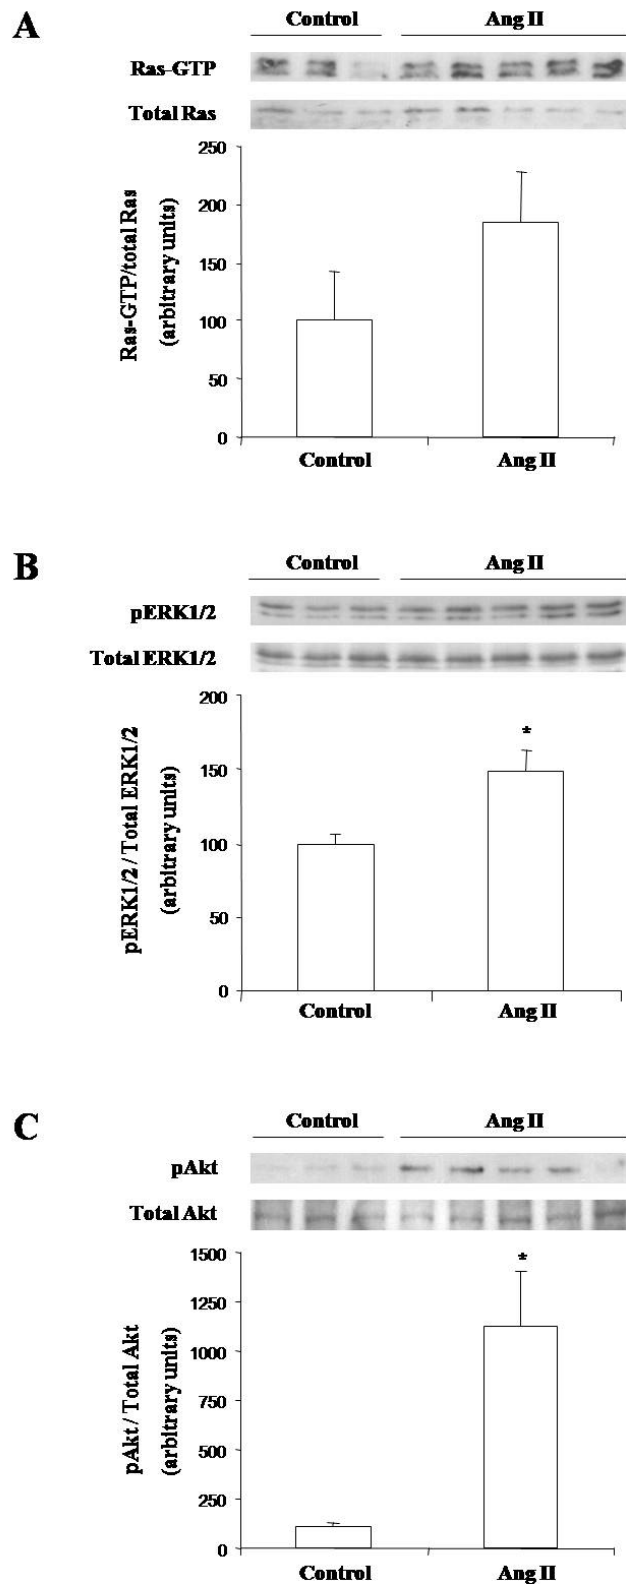 A
Control Ang II
Ras-GTP
Total Ras
250
200
150
100
50
0
Ras-GTP/total Ras
(arbitrary units)
Control Ang II
B
Control Ang II
pERK1/2
Total ERK1/2
200
150
100
50
0
pERK1/2 / Total ERK1/2
(arbitrary units)
*
Control Ang II
C
Control Ang II
pAkt
Total Akt
1500
1250
1000
750
500
250
0
pAkt / Total Akt
(arbitrary units)
*
Control Ang II